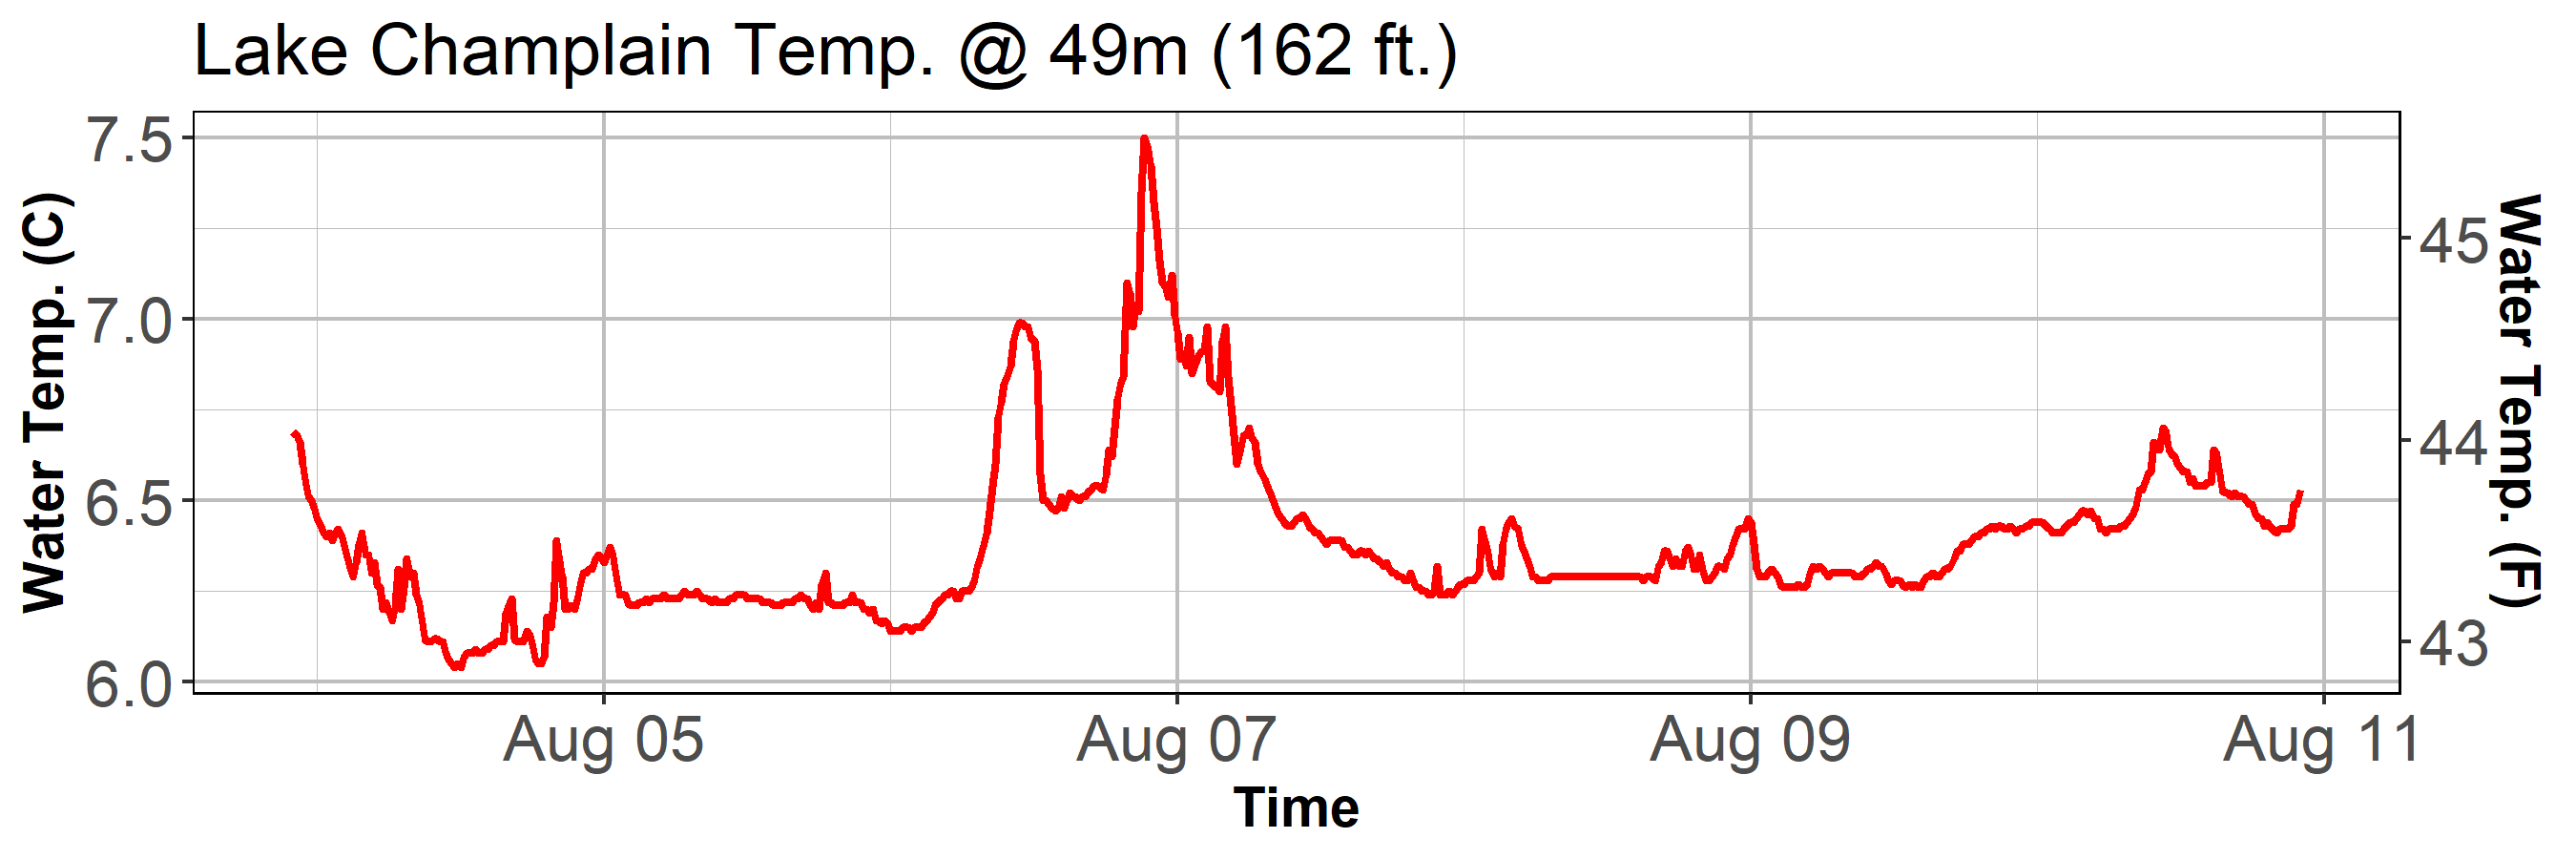 Lake Champlain Temp. @ 49m (162 ft.)
Water Temp. (C)
7.5
7.0
6.5
6.0
45
44
43
Water Temp. (F)
Aug 05 Aug 07 Aug 09 Aug 11
Time